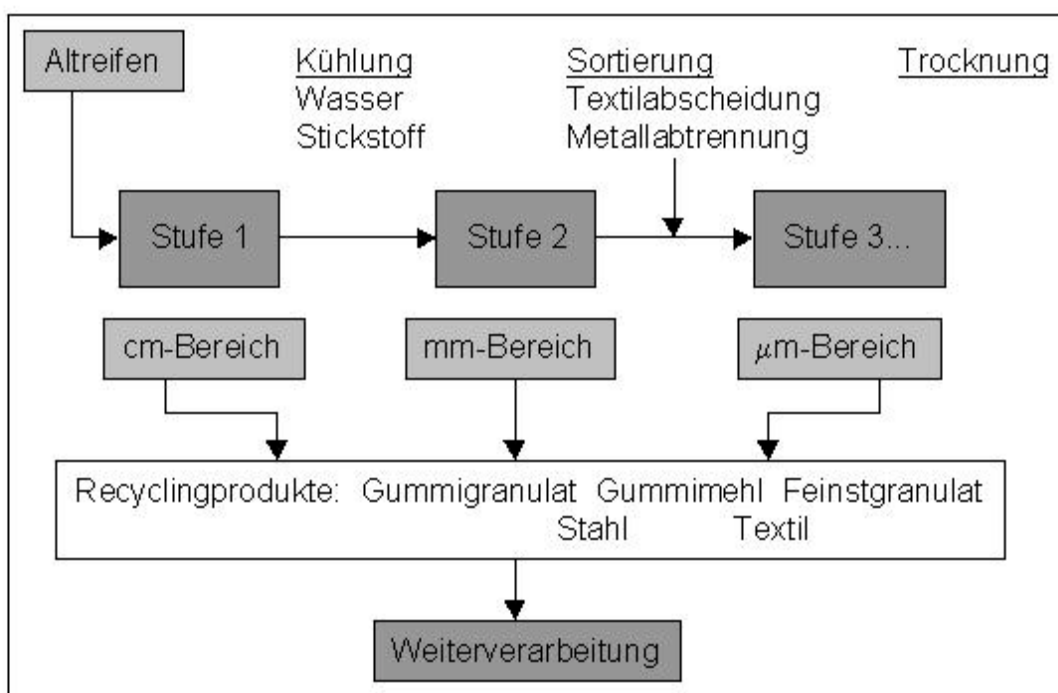 Altreifen
Kühlung
Wasser
Stickstoff
Sortierung
Textilabscheidung
Metallabtrennung
Trocknung
Stufe 1
Stufe 2
Stufe 3...
cm-Bereich
mm-Bereich
µm-Bereich
Recyclingprodukte: Gummigranulat Gummimehl Feinstgranulat
Stahl Textil
Weiterverarbeitung